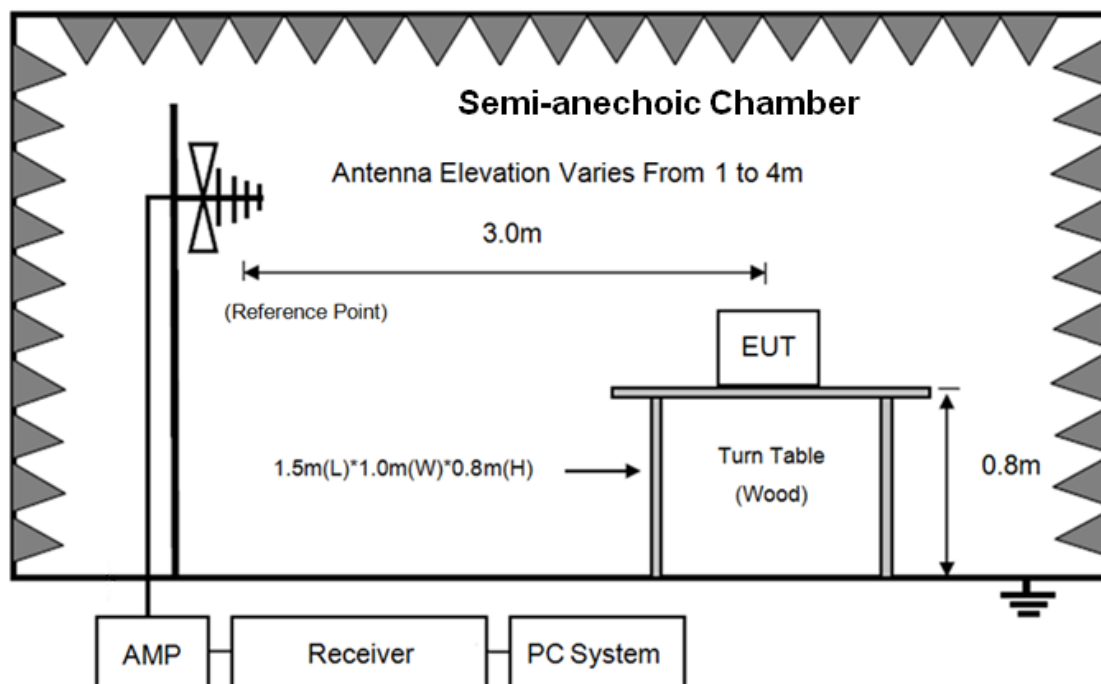 Semi-anechoic Chamber
Antenna Elevation Varies From 1 to 4m
3.0m
(Reference Point)
EUT
1.5m(L)*1.0m(W)*0.8m(H)
Turn Table
(Wood)
0.8m
AMP
Receiver
PC System